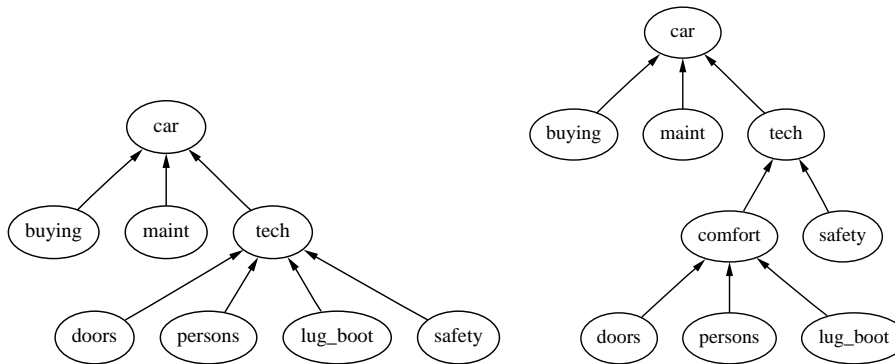 car
buying maint tech
doors persons lug_boot safety
car
buying maint tech
comfort safety
doors persons lug_boot